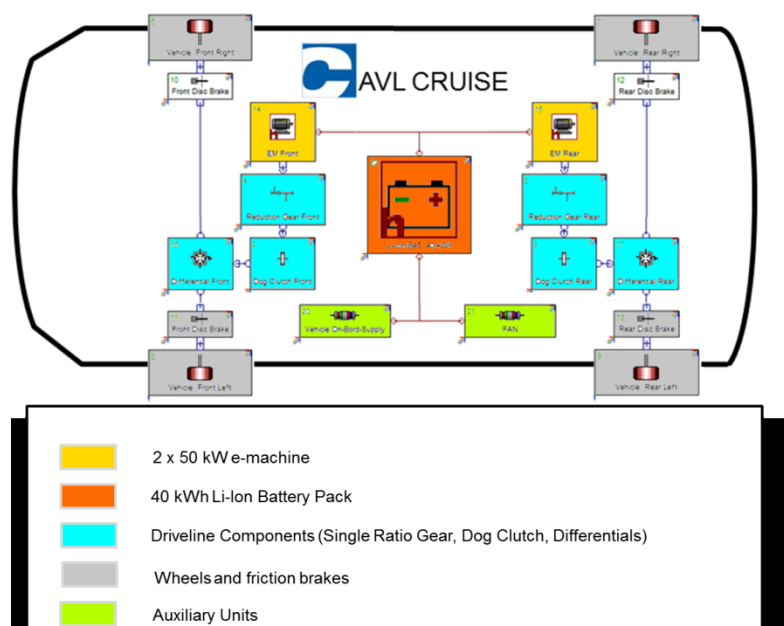 Vehicle Front Right
Vehicle Rear Right
10
Front Disc Brake
12
Rear Disc Brake
AVL CRUISE
14
EM Front
EM Rear
Reduction Gear Front
Reduction Gear Rear
Differential Front
Dog Clutch Front
Dog Clutch Rear
Differential Rear
Front Disc Brake
Rear Disc Brake
Vehicle On-Bord-Supply
FAN
Vehicle Front Left
Vehicle Rear Left
2 x 50 kW e-machine
40 kWh Li-Ion Battery Pack
Driveline Components (Single Ratio Gear, Dog Clutch, Differentials)
Wheels and friction brakes
Auxiliary Units